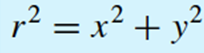 r² = x² + y²